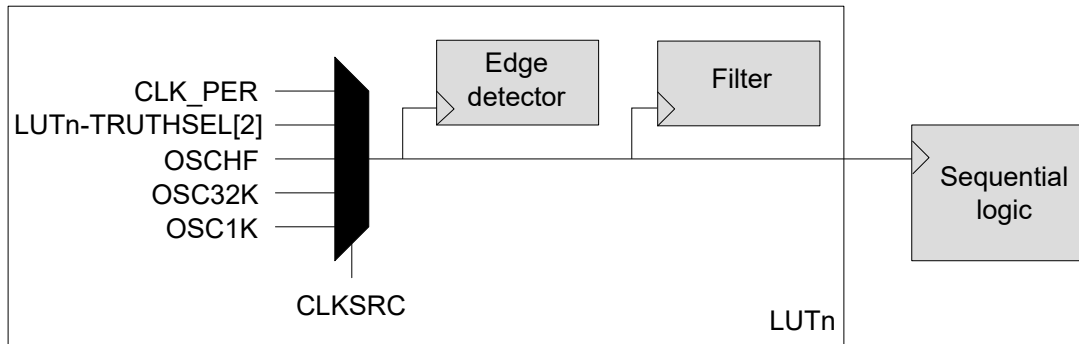 Edge
detector
Filter
CLK_PER
LUTn-TRUTHSEL[2]
OSCHF
OSC32K
OSC1K
Sequential
logic
CLKSRC
LUTn